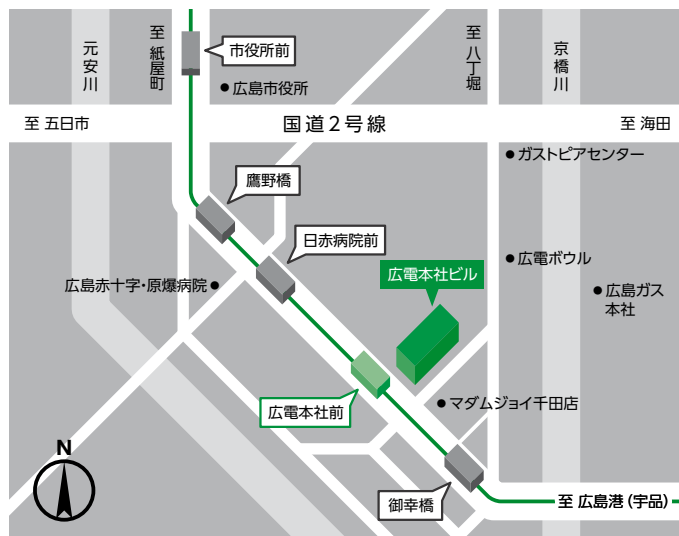 元安川
至 紙屋町
市役所前
広島市役所
至 八丁堀
京橋川
至 五日市
国道2号線
至 海田
ガストピアセンター
鷹野橋
日赤病院前
広島赤十字・原爆病院
広電本社ビル
広電ボウル
広島ガス
本社
広電本社前
マダムジョイ千田店
N
御幸橋
至 広島港(宇品)